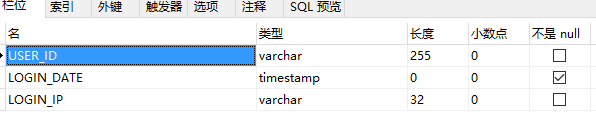 栏位 索引 外键 触发器 选项 注释 SQL 预览
名 类型 长度 小数点 不是 null
USER_ID varchar 255 0
LOGIN_DATE timestamp 0 0
LOGIN_IP varchar 32 0